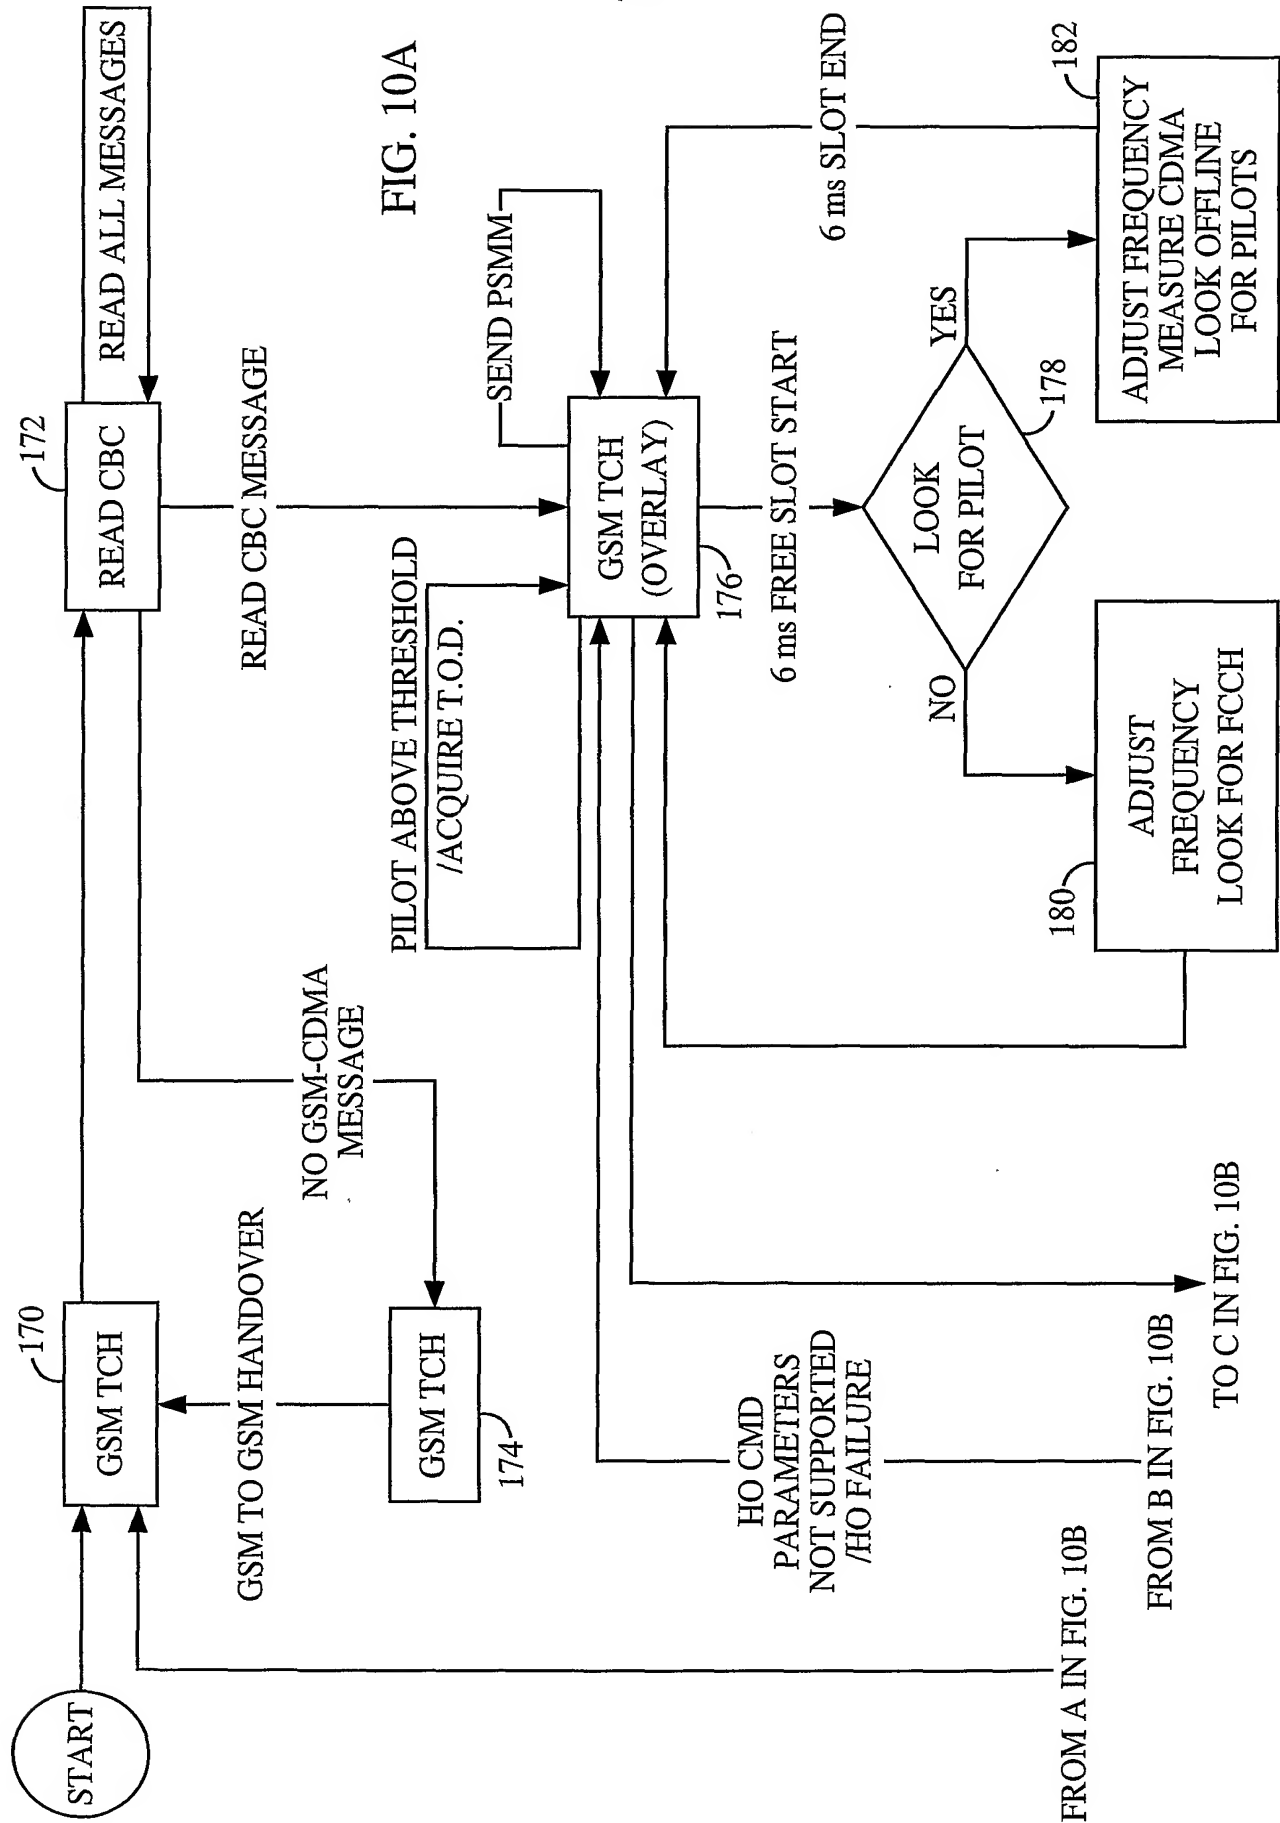 START
170
GSM TCH
172
READ CBC
READ ALL MESSAGES
GSM TO GSM HANDOVER
NO GSM-CDMA
MESSAGE
READ CBC MESSAGE
GSM TCH
174
PILOT ABOVE THRESHOLD
/ACQUIRE T.O.D.
SEND PSMM
FIG. 10A
GSM TCH
(OVERLAY)
176
HO CMD
PARAMETERS
NOT SUPPORTED
/HO FAILURE
6 ms FREE SLOT START
6 ms SLOT END
LOOK
FOR PILOT
178
NO
YES
180
ADJUST
FREQUENCY
LOOK FOR FCCH
182
ADJUST FREQUENCY
MEASURE CDMA
LOOK OFFLINE
FOR PILOTS
FROM A IN FIG. 10B
FROM B IN FIG. 10B
TO C IN FIG. 10B